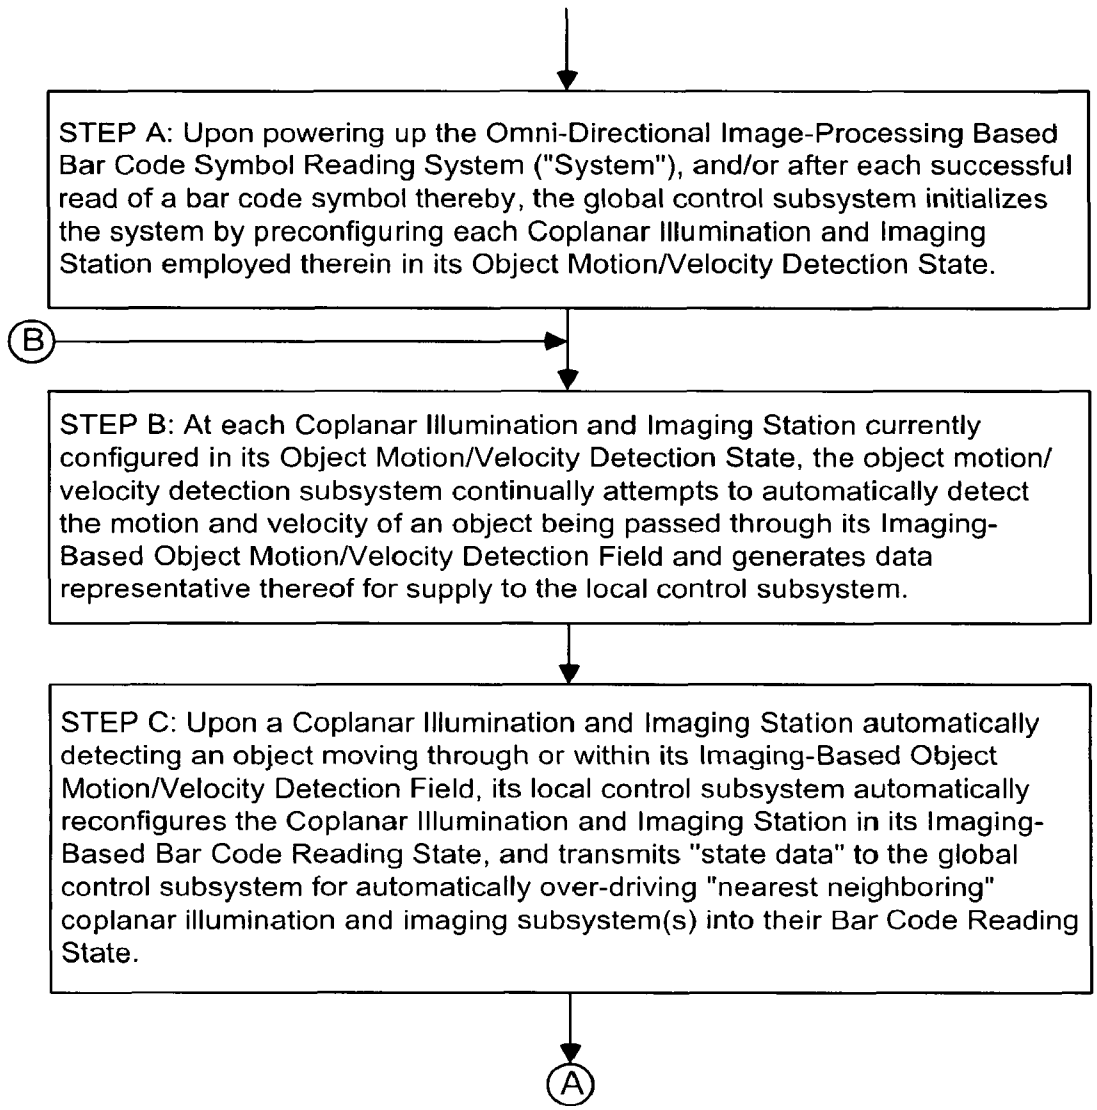 STEP A: Upon powering up the Omni-Directional Image-Processing Based
Bar Code Symbol Reading System ("System"), and/or after each successful
read of a bar code symbol thereby, the global control subsystem initializes
the system by preconfiguring each Coplanar Illumination and Imaging
Station employed therein in its Object Motion/Velocity Detection State.
B
STEP B: At each Coplanar Illumination and Imaging Station currently
configured in its Object Motion/Velocity Detection State, the object motion/
velocity detection subsystem continually attempts to automatically detect
the motion and velocity of an object being passed through its Imaging-
Based Object Motion/Velocity Detection Field and generates data
representative thereof for supply to the local control subsystem.
STEP C: Upon a Coplanar Illumination and Imaging Station automatically
detecting an object moving through or within its Imaging-Based Object
Motion/Velocity Detection Field, its local control subsystem automatically
reconfigures the Coplanar Illumination and Imaging Station in its Imaging-
Based Bar Code Reading State, and transmits "state data" to the global
control subsystem for automatically over-driving "nearest neighboring"
coplanar illumination and imaging subsystem(s) into their Bar Code Reading
State.
A